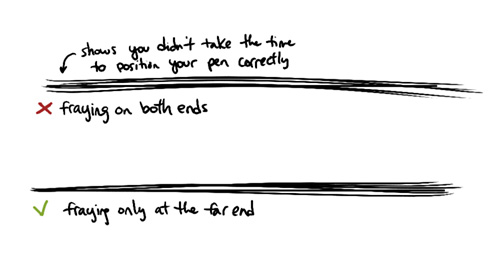 shows you didn't take the time
to position your pen correctly
fraying on both ends
fraying only at the far end